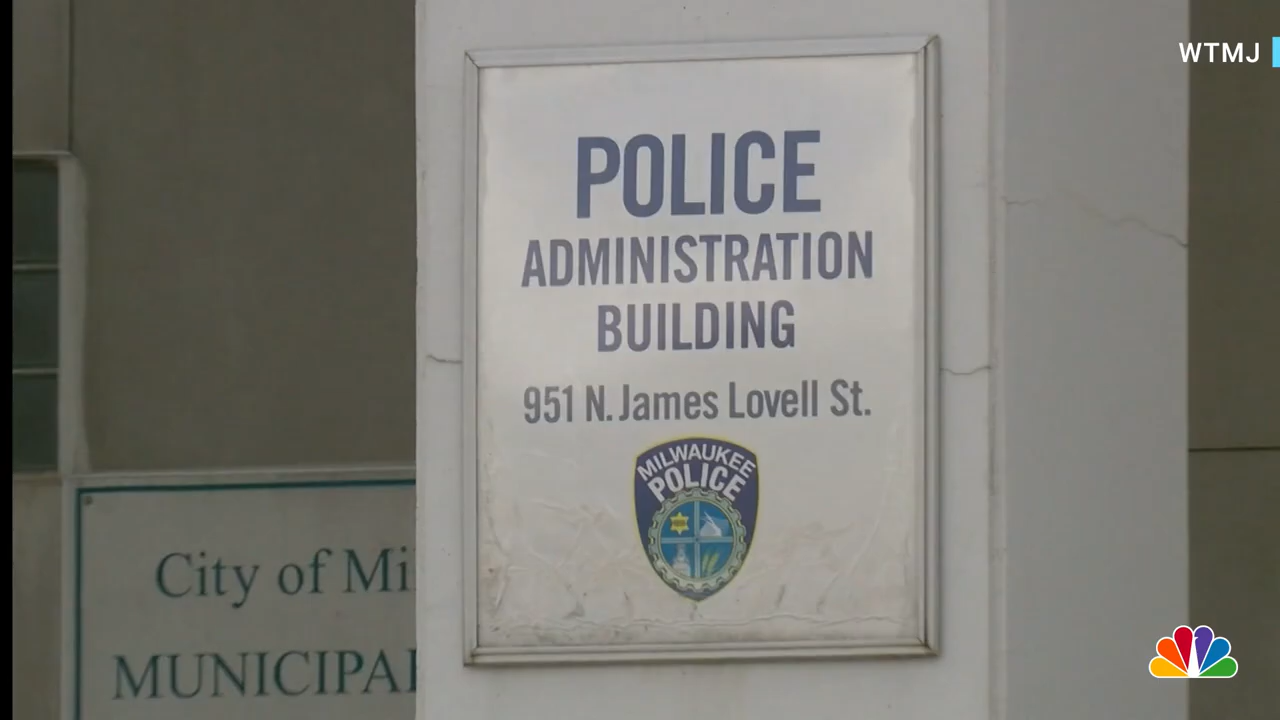 WTMJ
POLICE
ADMINISTRATION
BUILDING
951 N. James Lovell St.
MILWAUKEE
POLICE
City of Mi
MUNICIPA